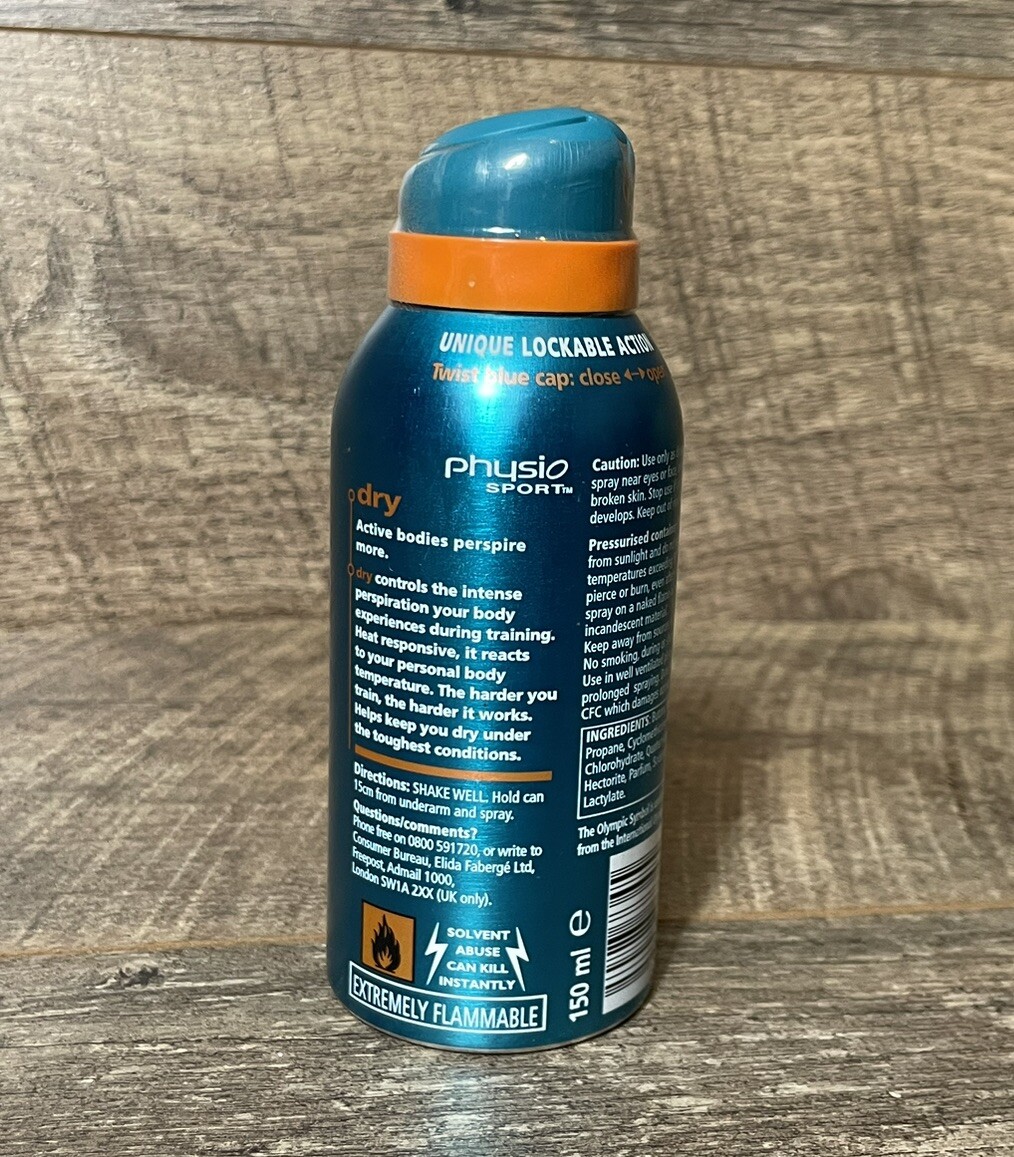 UNIQUE LOCKABLE ACTION
Twist blue cap: close ↔ open
physio
SPORT™
dry
Active bodies perspire
more.
dry controls the intense
perspiration your body
experiences during training.
Heat responsive, it reacts
to your personal body
temperature. The harder you
train, the harder it works.
Helps keep you dry under
the toughest conditions.
Directions: SHAKE WELL. Hold can
15cm from underarm and spray.
Questions/comments?
Phone free on 0800 591720, or write to
Consumer Bureau, Elida Fabergé Ltd,
Freepost, Admail 1000,
London SW1A 2XX (UK only).
SOLVENT
ABUSE
CAN KILL
INSTANTLY
EXTREMELY FLAMMABLE
Caution: Use only
spray near eyes or
broken skin. Stop
develops. Keep out
Pressurised
from sunlight and
temperatures
pierce or burn, even
spray on a naked
incandescent
Keep away from
No smoking, during
Use in well ventilated
prolonged spraying.
CFC which
INGREDIENTS:
Propane,
Chlorohydrate,
Hectorite, Parfum,
Lactylate.
The Olympic Symbol
from the
150 ml e